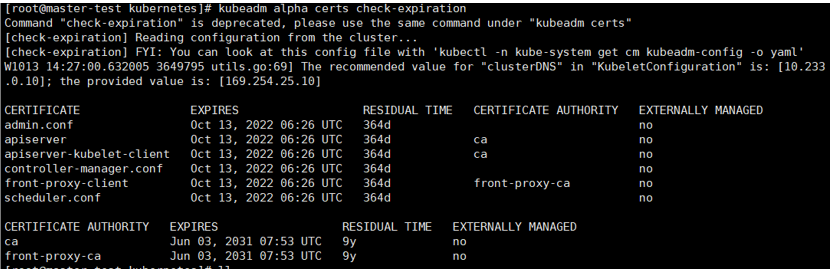 [root@master-test kubernetes]# kubeadm alpha certs check-expiration
Command "check-expiration" is deprecated, please use the same command under "kubeadm certs"
[check-expiration] Reading configuration from the cluster...
[check-expiration] FYI: You can look at this config file with 'kubectl -n kube-system get cm kubeadm-config -o yaml'
W1013 14:27:00.632005 3649795 utils.go:69] The recommended value for "clusterDNS" in "KubeletConfiguration" is: [10.233
.0.10]; the provided value is: [169.254.25.10]
CERTIFICATE EXPIRES RESIDUAL TIME CERTIFICATE AUTHORITY EXTERNALLY MANAGED
admin.conf Oct 13, 2022 06:26 UTC 364d no
apiserver Oct 13, 2022 06:26 UTC 364d ca no
apiserver-kubelet-client Oct 13, 2022 06:26 UTC 364d ca no
controller-manager.conf Oct 13, 2022 06:26 UTC 364d no
front-proxy-client Oct 13, 2022 06:26 UTC 364d front-proxy-ca no
scheduler.conf Oct 13, 2022 06:26 UTC 364d no
CERTIFICATE AUTHORITY EXPIRES RESIDUAL TIME EXTERNALLY MANAGED
ca Jun 03, 2031 07:53 UTC 9y no
front-proxy-ca Jun 03, 2031 07:53 UTC 9y no
[root@master-test kubernetes]# ll